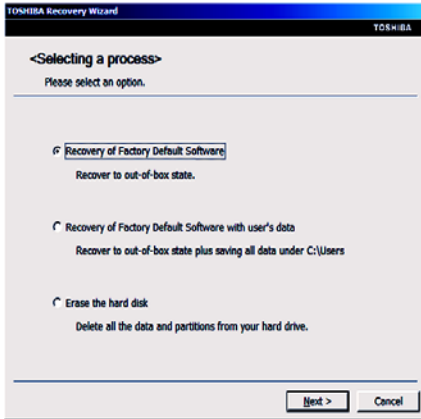 TOSHIBA Recovery Wizard
TOSHIBA
<Selecting a process>
Please select an option.
Recovery of Factory Default Software
Recover to out-of-box state.
Recovery of Factory Default Software with user's data
Recover to out-of-box state plus saving all data under C:\Users
Erase the hard disk
Delete all the data and partitions from your hard drive.
Next > Cancel